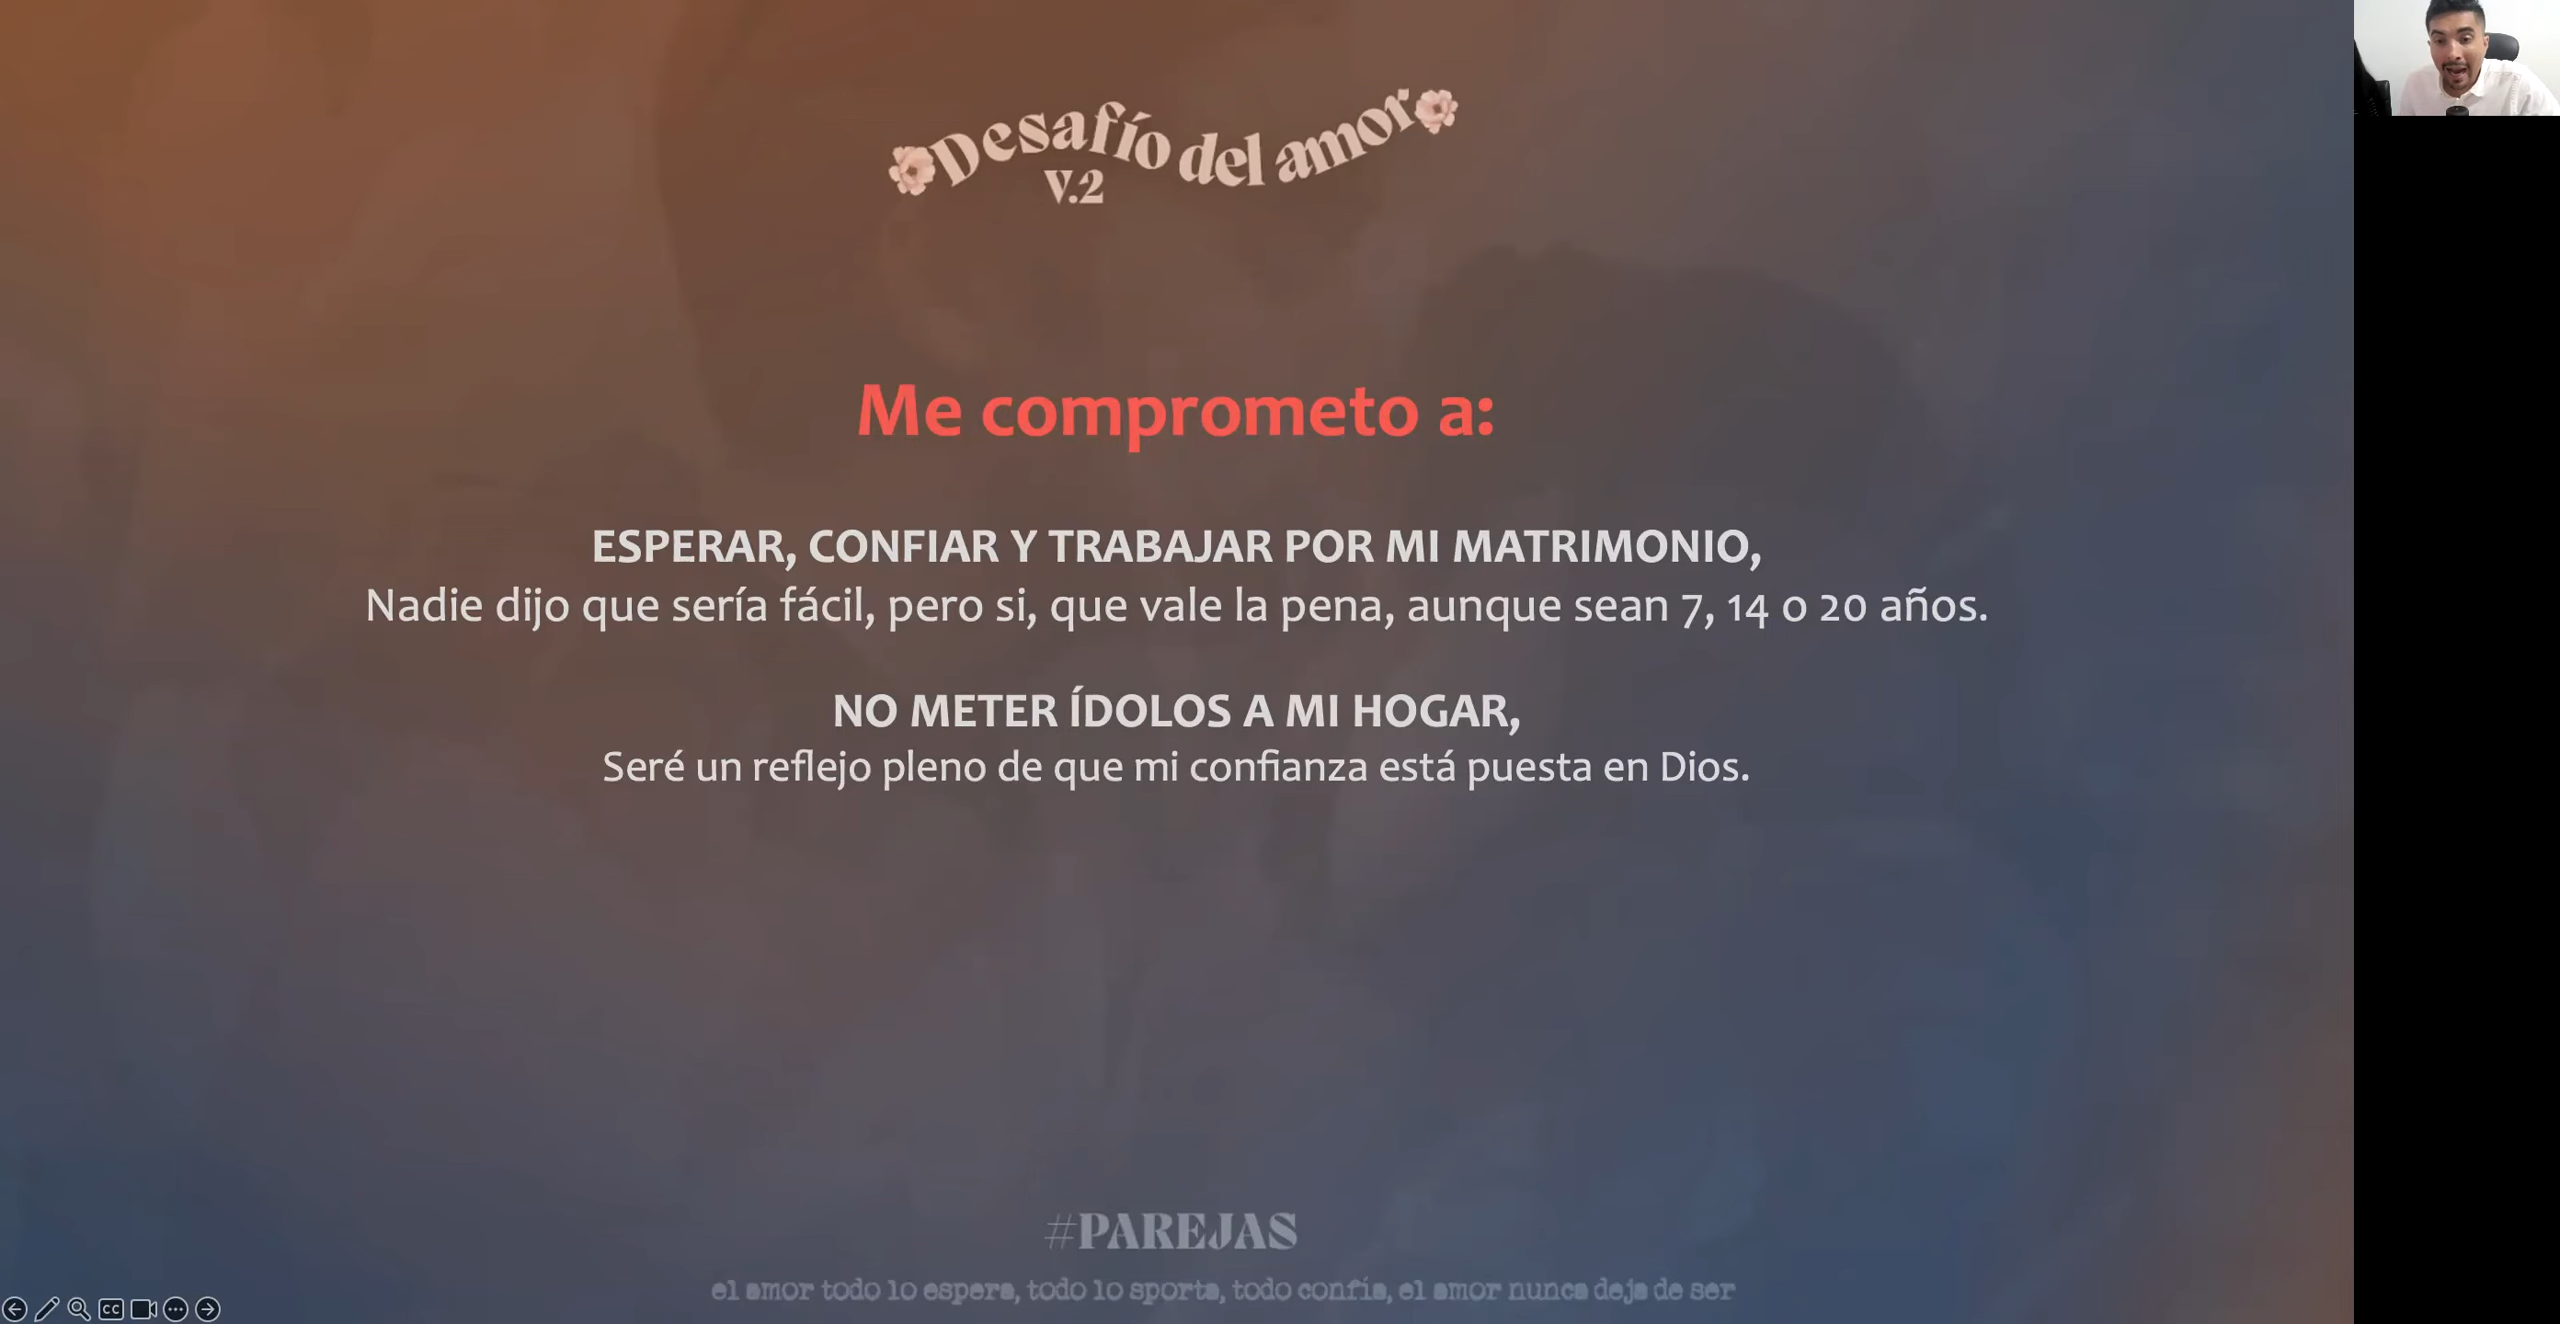 Desafío del amor
V.2
Me comprometo a:
ESPERAR, CONFIAR Y TRABAJAR POR MI MATRIMONIO,
Nadie dijo que sería fácil, pero si, que vale la pena, aunque sean 7, 14 o 20 años.
NO METER ÍDOLOS A MI HOGAR,
Seré un reflejo pleno de que mi confianza está puesta en Dios.
#PAREJAS
el amor todo lo espera, todo lo sporta, todo confía, el amor nunca deja de ser
CC